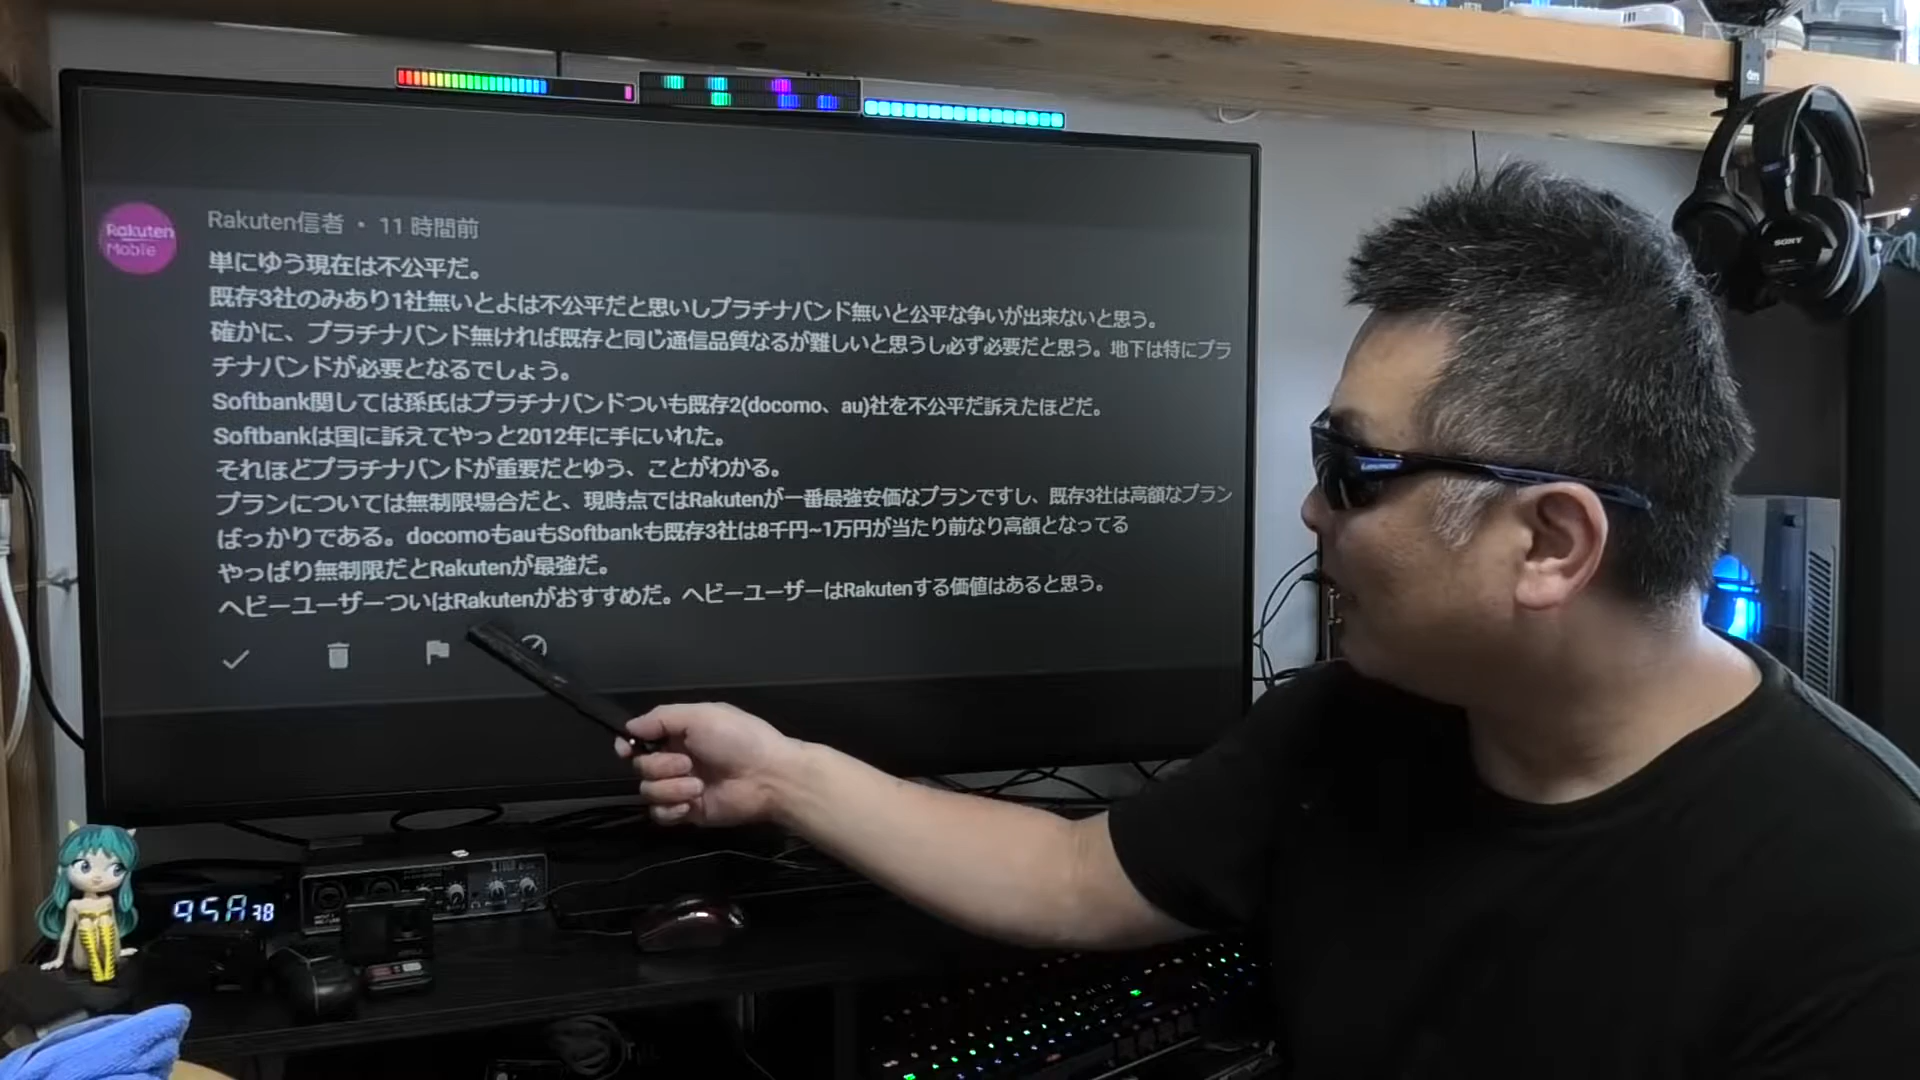 Rakuten
Mobile
Rakuten信者 • 11 時間前
単にゆう現在は不公平だ。
既存3社のみあり1社無いとよは不公平だと思いしプラチナバンド無いと公平な争いが出来ないと思う。
確かに、プラチナバンド無ければ既存と同じ通信品質なるが難しいと思うし必ず必要だと思う。地下は特にプラ
チナバンドが必要となるでしょう。
Softbank関しては孫氏はプラチナバンドついも既存2(docomo、au)社を不公平だ訴えたほどだ。
Softbankは国に訴えてやっと2012年に手にいれた。
それほどプラチナバンドが重要だとゆう、ことがわかる。
プランについては無制限場合だと、現時点ではRakutenが一番最強安価なプランですし、既存3社は高額なプラン
ばっかりである。docomoもauもSoftbankも既存3社は8千円~1万円が当たり前なり高額となってる
やっぱり無制限だとRakutenが最強だ。
ヘビーユーザーついはRakutenがおすすめだ。ヘビーユーザーはRakutenする価値はあると思う。
SONY